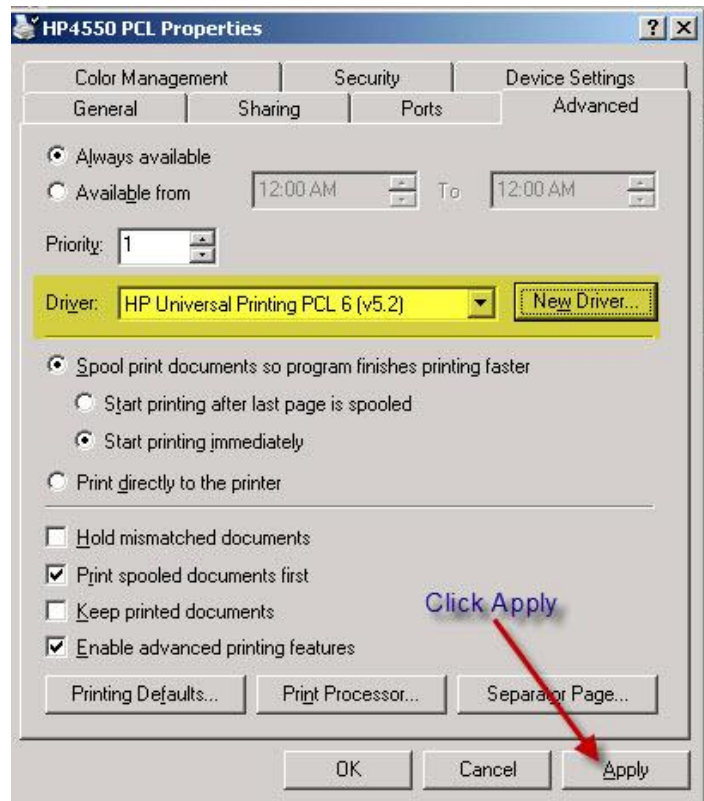 HP4550 PCL Properties
Color Management Security Device Settings
General Sharing Ports Advanced
Always available
Available from 12:00 AM To 12:00 AM
Priority: 1
Driver: HP Universal Printing PCL 6 (v5.2) New Driver...
Spool print documents so program finishes printing faster
Start printing after last page is spooled
Start printing immediately
Print directly to the printer
Hold mismatched documents
Print spooled documents first
Keep printed documents
Click Apply
Enable advanced printing features
Printing Defaults... Print Processor... Separator Page...
OK Cancel Apply